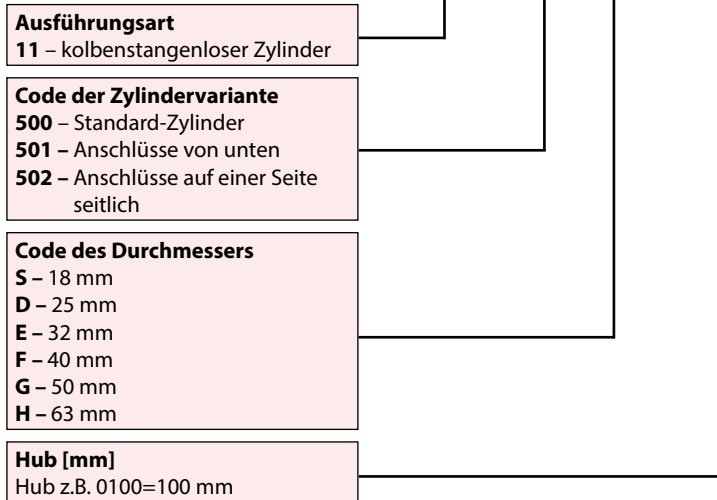 Ausführungsart
11 – kolbenstangenloser Zylinder
Code der Zylindervariante
500 – Standard-Zylinder
501 – Anschlüsse von unten
502 – Anschlüsse auf einer Seite
seitlich
Code des Durchmessers
S – 18 mm
D – 25 mm
E – 32 mm
F – 40 mm
G – 50 mm
H – 63 mm
Hub [mm]
Hub z.B. 0100=100 mm